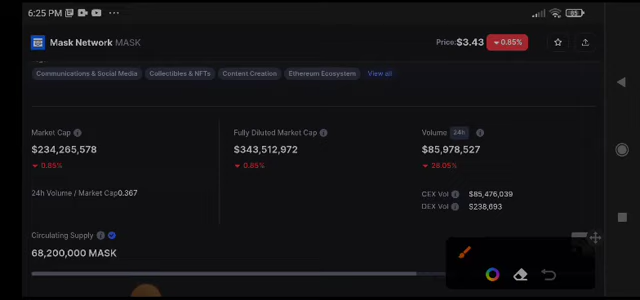 6:25 PM
65
Mask Network MASK
Price:$3.43 0.85%
Communications & Social Media Collectibles & NFTs Content Creation Ethereum Ecosystem View all
Market Cap Fully Diluted Market Cap Volume 24h
$234,265,578 $343,512,972 $85,978,527
0.85% 0.85% 28.05%
24h Volume / Market Cap0.367
CEX Vol $85,476,039
DEX Vol $238,693
Circulating Supply
68,200,000 MASK